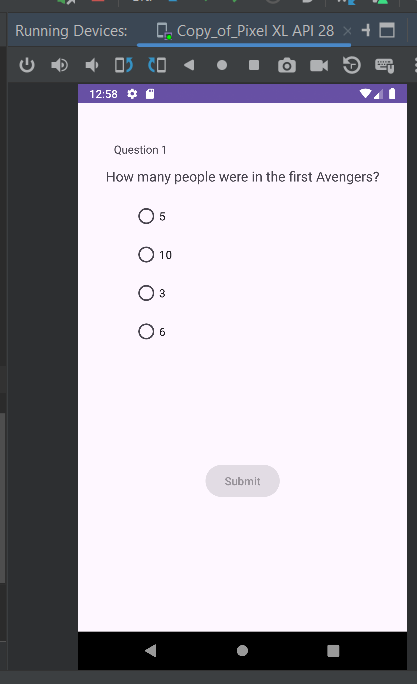 Running Devices: Copy_of_Pixel XL API 28
12:58
Question 1
How many people were in the first Avengers?
5
10
3
6
Submit